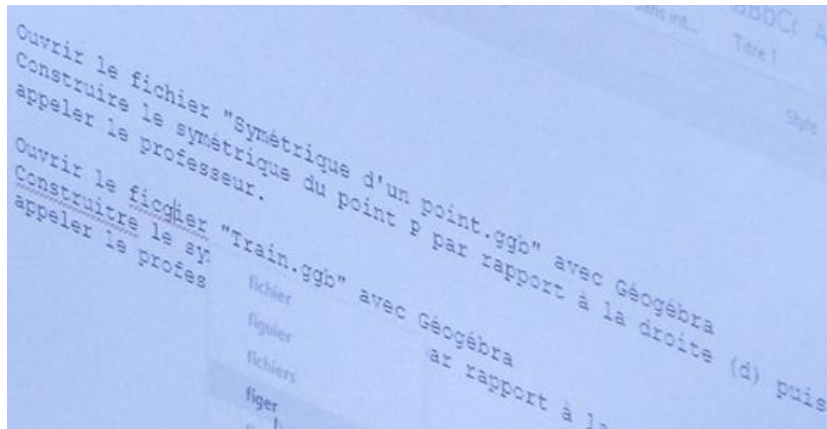 Titre 1
Style
Ouvrir le fichier "Symétrique d'un point.ggb" avec Géogébra
Construire le symétrique du point P par rapport à la droite (d) puis
appeler le professeur.
Ouvrir le ficgier "Train.ggb" avec Géogébra
Construitre le sy ar rapport à la
appeler le profes
fichier
figuier
fichiers
figer